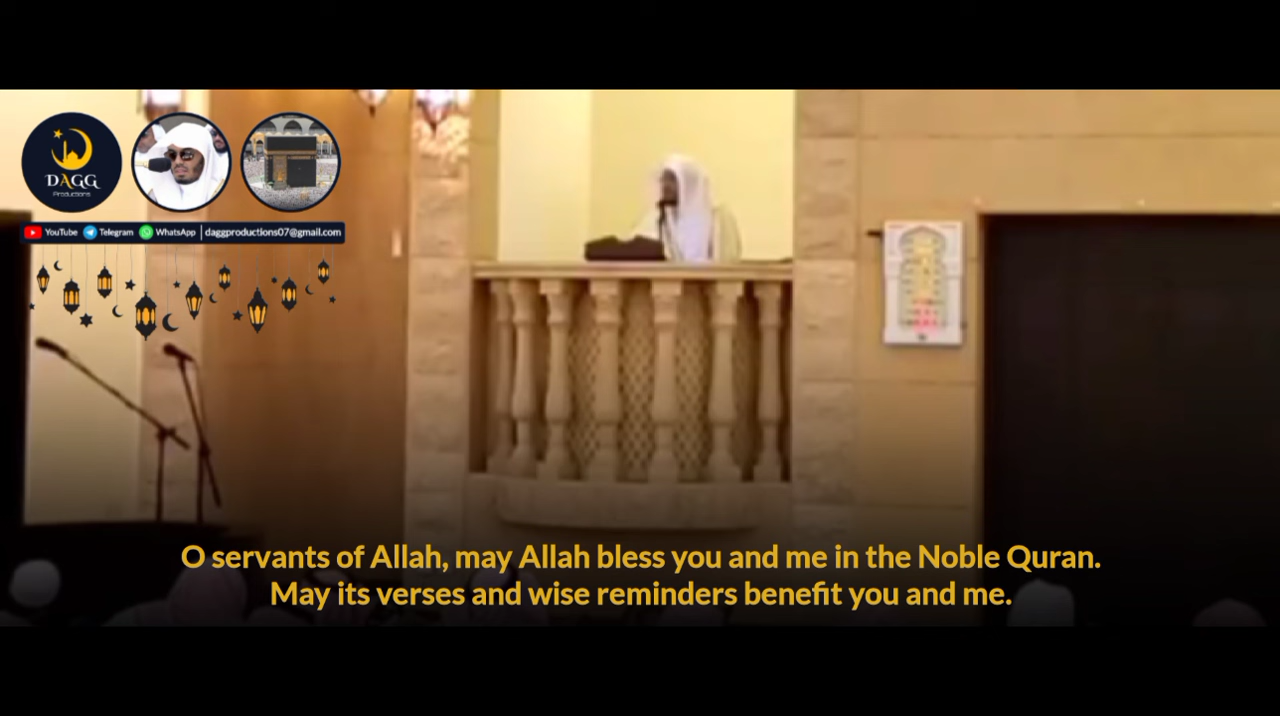 DAGG
Productions
YouTube Telegram WhatsApp | daggproductions07@gmail.com
O servants of Allah, may Allah bless you and me in the Noble Quran.
May its verses and wise reminders benefit you and me.